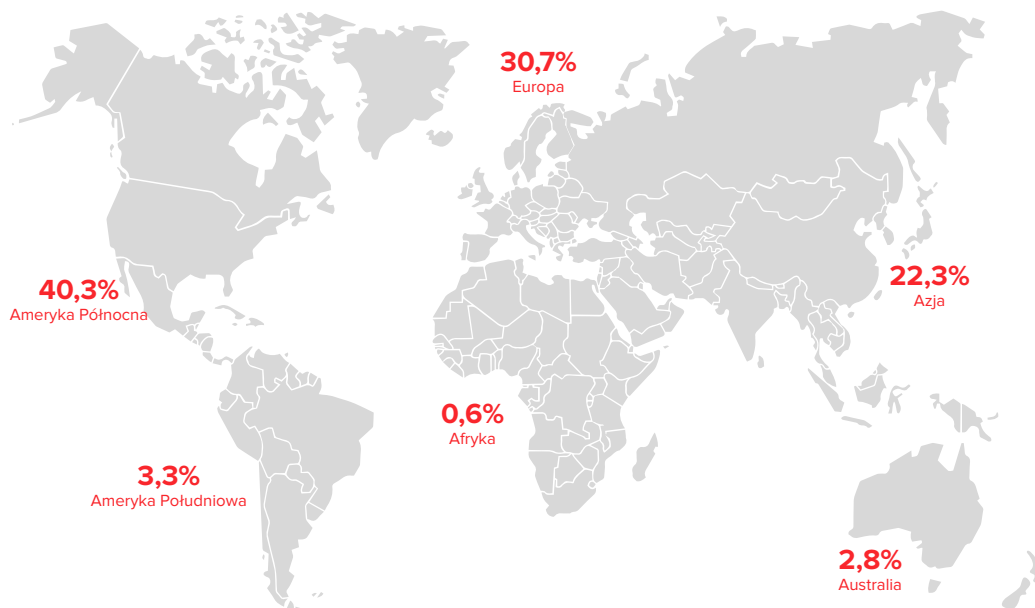 30,7%
Europa
40,3%
Ameryka Północna
22,3%
Azja
0,6%
Afryka
3,3%
Ameryka Południowa
2,8%
Australia